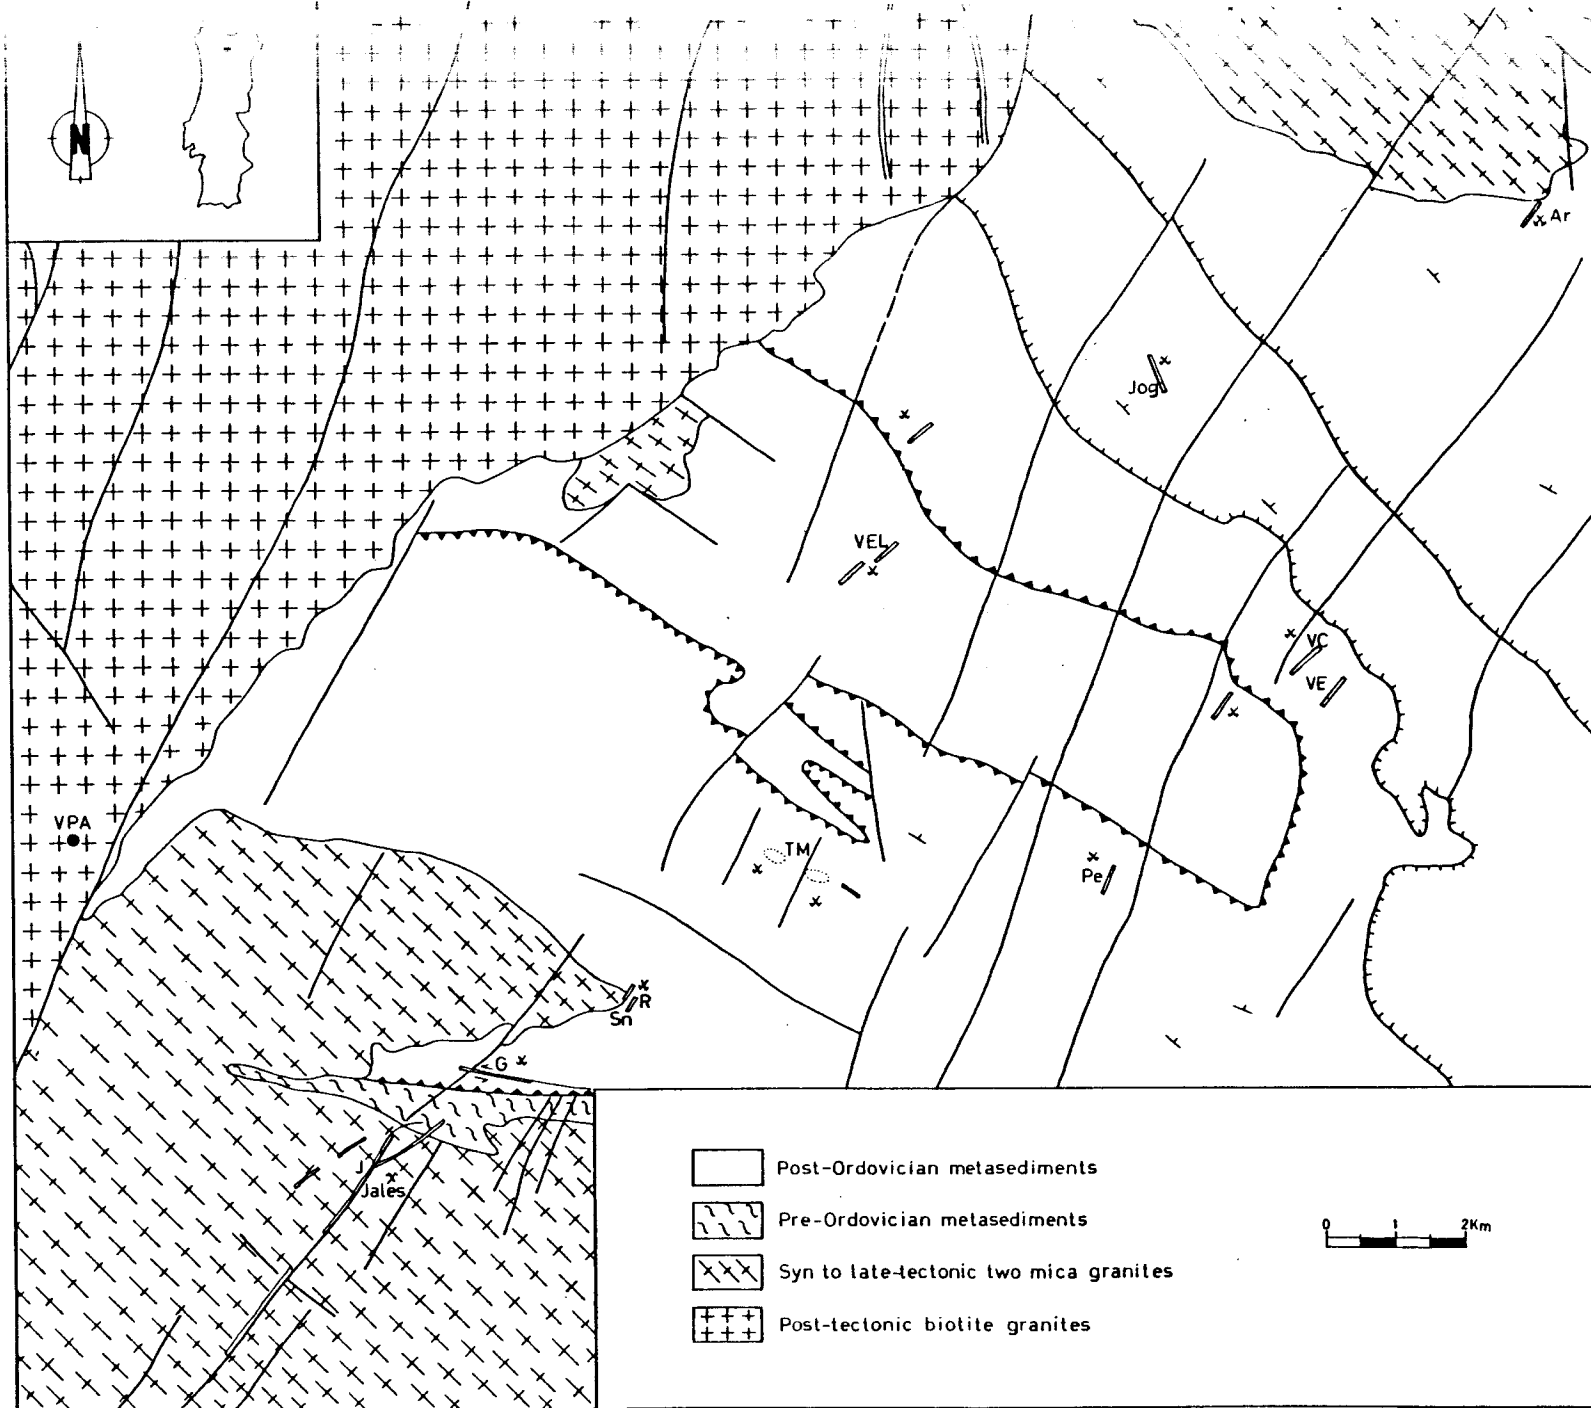 N
Ar
Jog
VEL
VC
VE
VPA
TM
Pe
R
Sn
G
J
Jales
Post-Ordovician metasediments
Pre-Ordovician metasediments
Syn to late-tectonic two mica granites
Post-tectonic biotite granites
0 1 2Km